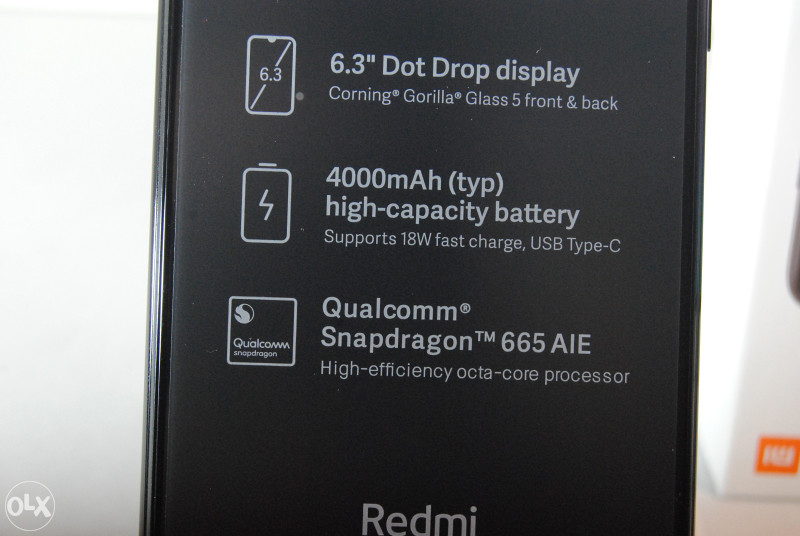 6.3
6.3" Dot Drop display
Corning® Gorilla® Glass 5 front & back
4000mAh (typ)
high-capacity battery
Supports 18W fast charge, USB Type-C
Qualcomm
snapdragon
Qualcomm®
Snapdragon™ 665 AIE
High-efficiency octa-core processor
Redmi
OLX